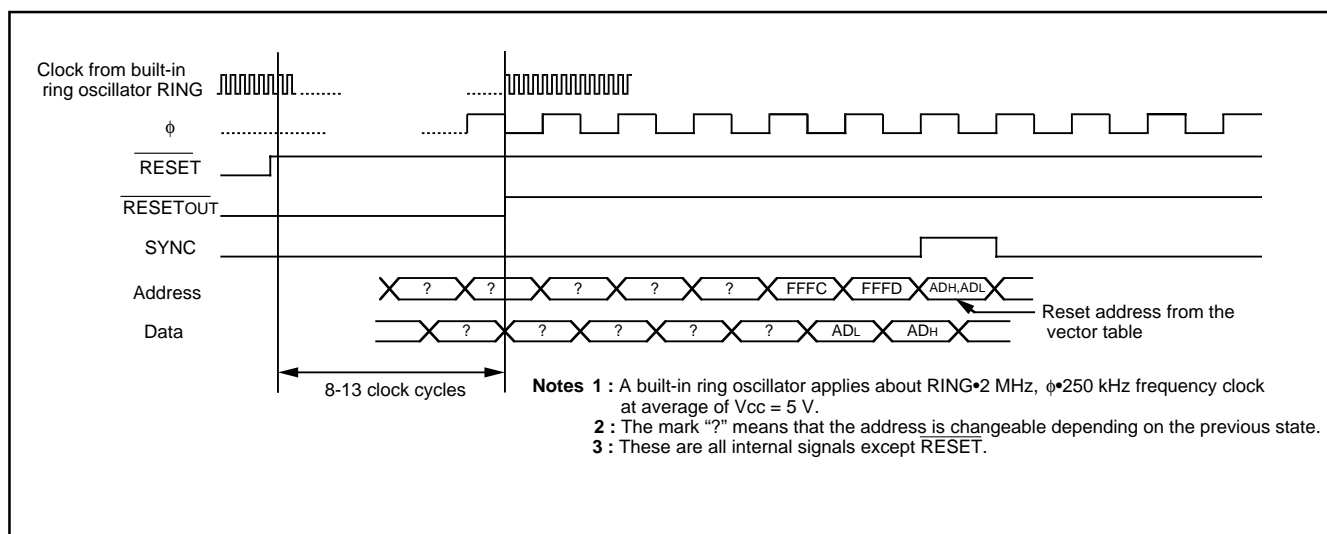 Clock from built-in
ring oscillator RING
ϕ
RESET
RESETOUT
SYNC
Address
? ? ? ? ? FFFC FFFD ADH,ADL
Reset address from the
vector table
Data
? ? ? ? ? ADL ADH
8-13 clock cycles
Notes 1 : A built-in ring oscillator applies about RING•2 MHz, ϕ•250 kHz frequency clock
at average of Vcc = 5 V.
2 : The mark “?” means that the address is changeable depending on the previous state.
3 : These are all internal signals except RESET.